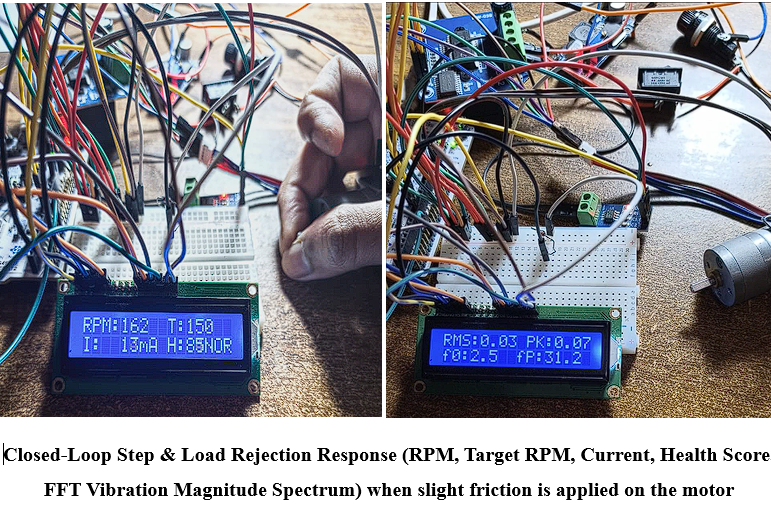 RPM:162 T:150
I: 13mA H:85NOR
RMS:0.03 PK:0.07
f0:2.5 fP:31.2
Closed-Loop Step & Load Rejection Response (RPM, Target RPM, Current, Health Score
FFT Vibration Magnitude Spectrum) when slight friction is applied on the motor